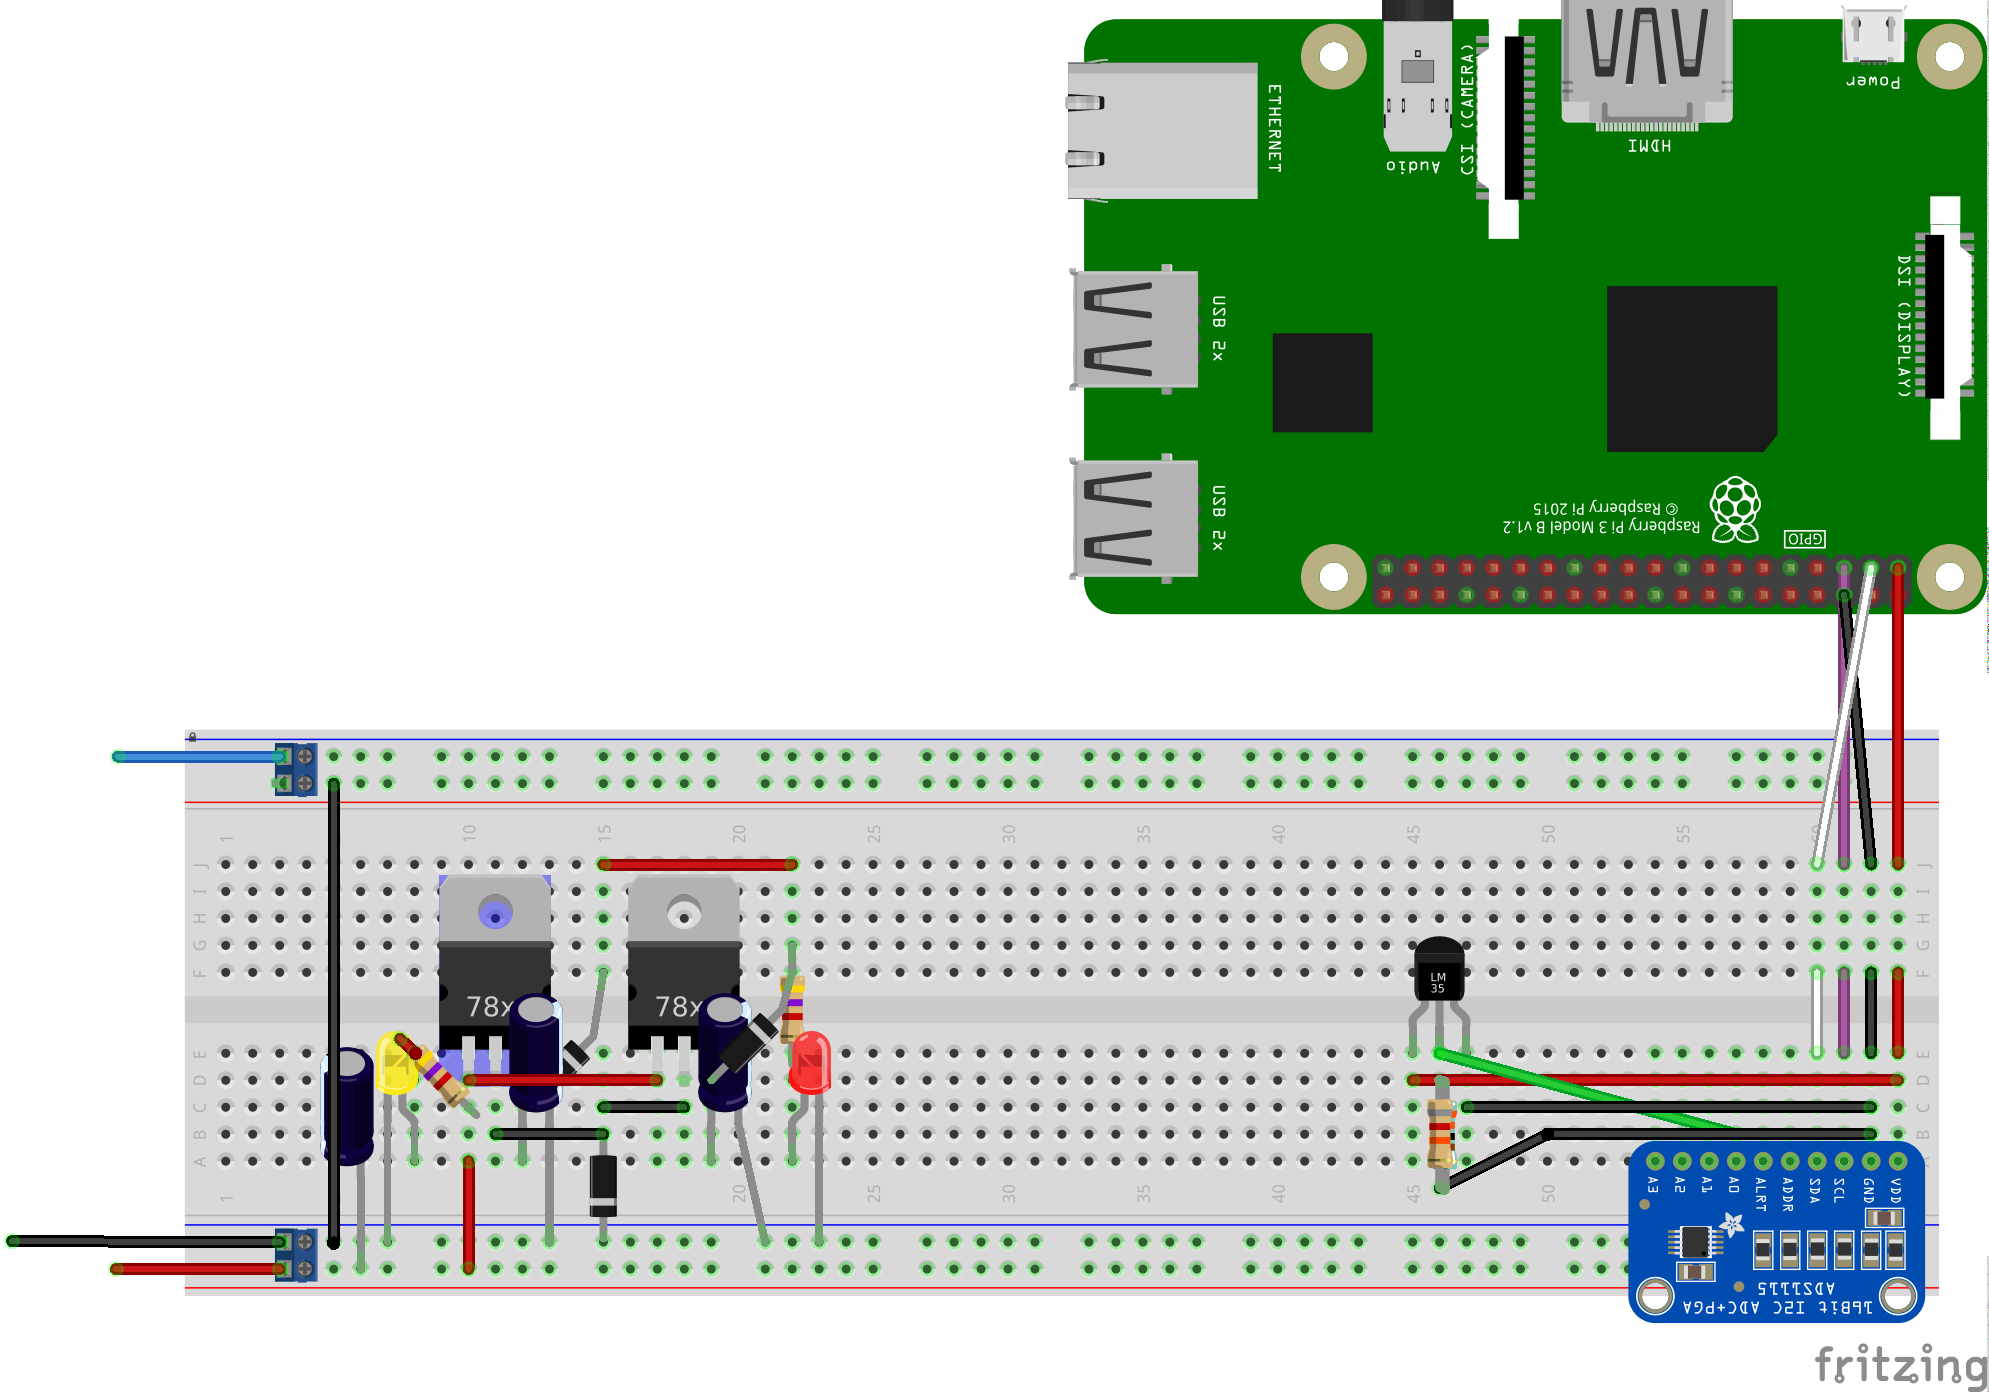 ETHERNET
Audio
CSI (CAMERA)
HDMI
Power
DSI (DISPLAY)
USB 2x
USB 2x
© Raspberry Pi 2015
Raspberry Pi 3 Model B v1.2
GPIO
1 10 15 20 25 30 35 40 45 50 55 60
J J
I I
H H
G G
F F
78x
78x
LM
35
E E
D D
C C
B B
A
1 10 15 20 25 30 35 40 45 50
A3 A2 A1 A0 ALRT ADDR SDA SCL GND VDD
ADS1115
16Bit I2C ADC+PGA
fritzing